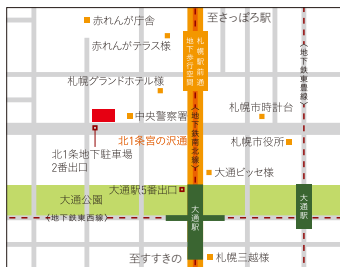 至さっぽろ駅
赤れんが庁舎
赤れんがテラス様
札幌駅前通
地下歩行空間
地下鉄東豊線
札幌グランドホテル様
中央警察署
札幌市時計台
北1条宮の沢通
地下鉄南北線
札幌市役所
北1条地下駐車場
2番出口
大通ビッセ様
大通駅5番出口
大通公園
大通駅
大通駅
地下鉄東西線
至すすきの
札幌三越様